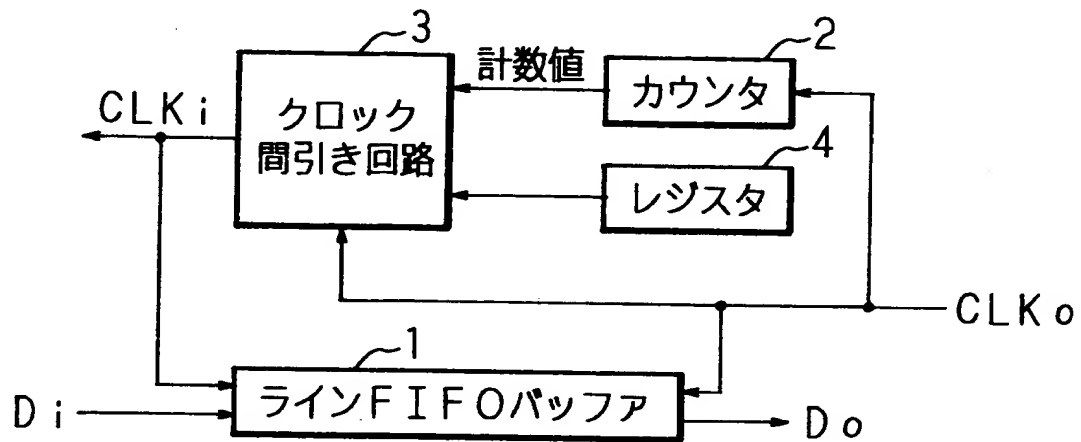 3
2
計数値
カウンタ
CLKi
クロック
間引き回路
4
レジスタ
CLKo
1
ラインFIFOバッファ
Di
Do